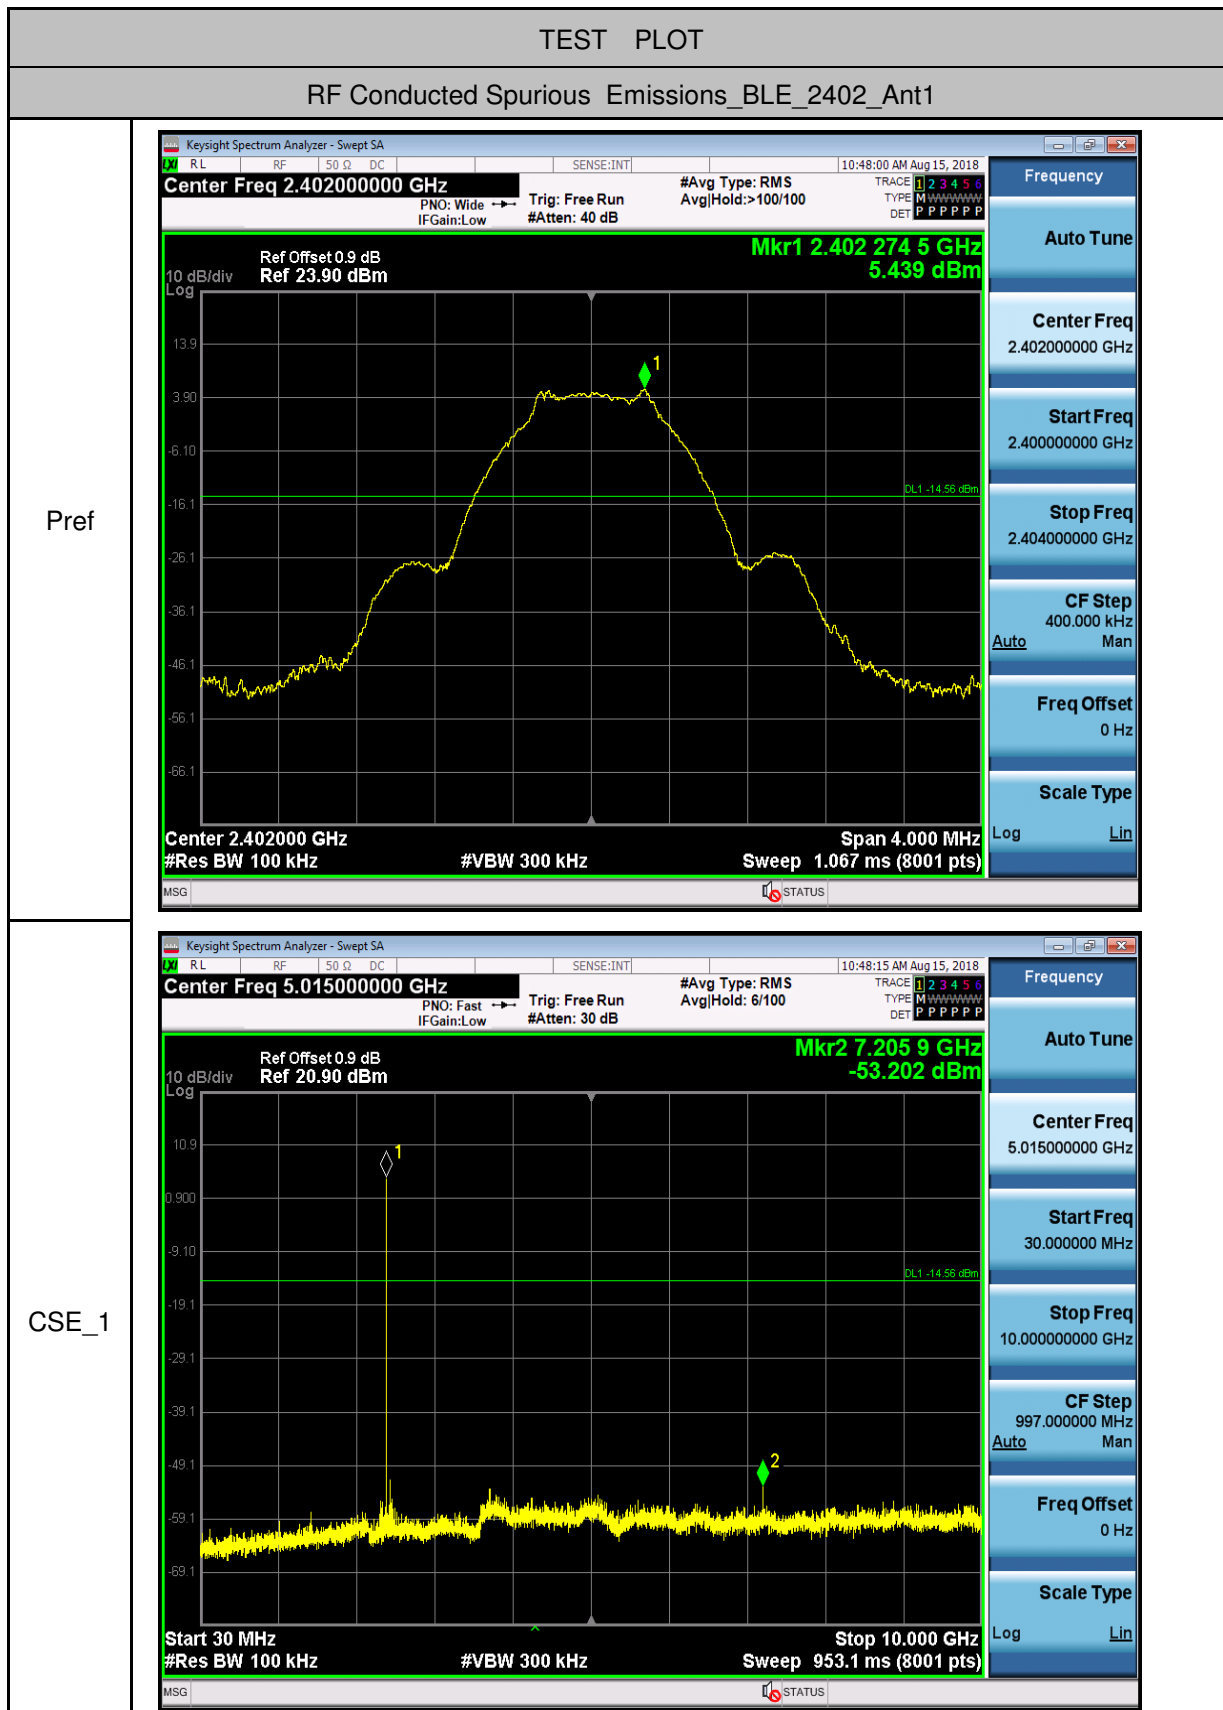 TEST PLOT
RF Conducted Spurious Emissions_BLE_2402_Ant1
Pref
Keysight Spectrum Analyzer - Swept SA
LXI RL RF 50 Ω DC SENSE:INT 10:48:00 AM Aug 15, 2018
Center Freq 2.402000000 GHz
PNO: Wide
IFGain:Low
Trig: Free Run
#Atten: 40 dB
#Avg Type: RMS
Avg|Hold:>100/100
TRACE 1 2 3 4 5 6
TYPE M W W W W W
DET P P P P P P
Ref Offset 0.9 dB
10 dB/div Ref 23.90 dBm
Log
Mkr1 2.402 274 5 GHz
5.439 dBm
13.9
3.90
-6.10
-16.1
-26.1
-36.1
-46.1
-56.1
-66.1
1
DL1 -14.56 dBm
Center 2.402000 GHz Span 4.000 MHz
#Res BW 100 kHz #VBW 300 kHz Sweep 1.067 ms (8001 pts)
MSG STATUS
Frequency
Auto Tune
Center Freq
2.402000000 GHz
Start Freq
2.400000000 GHz
Stop Freq
2.404000000 GHz
CF Step
400.000 kHz
Auto Man
Freq Offset
0 Hz
Scale Type
Log Lin
CSE_1
Keysight Spectrum Analyzer - Swept SA
LXI RL RF 50 Ω DC SENSE:INT 10:48:15 AM Aug 15, 2018
Center Freq 5.015000000 GHz
PNO: Fast
IFGain:Low
Trig: Free Run
#Atten: 30 dB
#Avg Type: RMS
Avg|Hold: 6/100
TRACE 1 2 3 4 5 6
TYPE M W W W W W
DET P P P P P P
Ref Offset 0.9 dB
10 dB/div Ref 20.90 dBm
Log
Mkr2 7.205 9 GHz
-53.202 dBm
10.9
0.900
-9.10
-19.1
-29.1
-39.1
-49.1
-59.1
-69.1
1
2
DL1 -14.56 dBm
Start 30 MHz Stop 10.000 GHz
#Res BW 100 kHz #VBW 300 kHz Sweep 953.1 ms (8001 pts)
MSG STATUS
Frequency
Auto Tune
Center Freq
5.015000000 GHz
Start Freq
30.000000 MHz
Stop Freq
10.000000000 GHz
CF Step
997.000000 MHz
Auto Man
Freq Offset
0 Hz
Scale Type
Log Lin